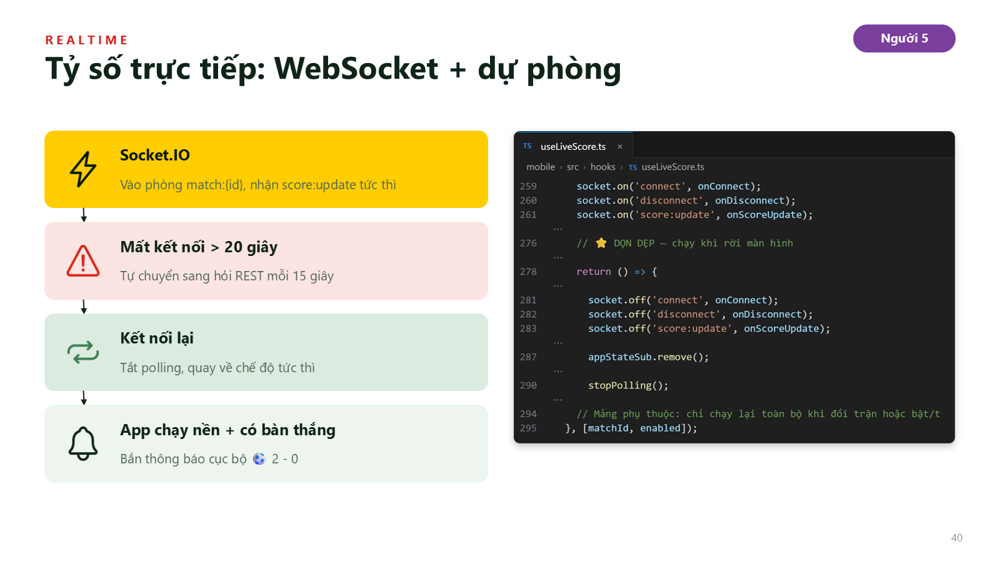 REALTIME
Người 5
Tỷ số trực tiếp: WebSocket + dự phòng
Socket.IO
Vào phòng match:{id}, nhận score:update tức thì
Mất kết nối > 20 giây
Tự chuyển sang hỏi REST mỗi 15 giây
Kết nối lại
Tắt polling, quay về chế độ tức thì
App chạy nền + có bàn thắng
Bắn thông báo cục bộ ⚽ 2 - 0
TS useLiveScore.ts ×
mobile › src › hooks › TS useLiveScore.ts
259 socket.on('connect', onConnect);
260 socket.on('disconnect', onDisconnect);
261 socket.on('score:update', onScoreUpdate);
...
276 // ⭐ DỌN DẸP — chạy khi rời màn hình
...
278 return () => {
...
281 socket.off('connect', onConnect);
282 socket.off('disconnect', onDisconnect);
283 socket.off('score:update', onScoreUpdate);
...
287 appStateSub.remove();
...
290 stopPolling();
...
294 // Mảng phụ thuộc: chỉ chạy lại toàn bộ khi đổi trận hoặc bật/t
295 }, [matchId, enabled]);
40